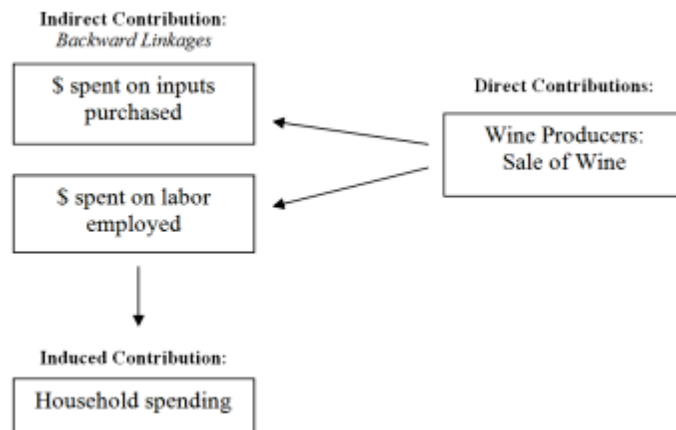 Indirect Contribution:
Backward Linkages
$ spent on inputs
purchased
Direct Contributions:
Wine Producers:
Sale of Wine
$ spent on labor
employed
Induced Contribution:
Household spending